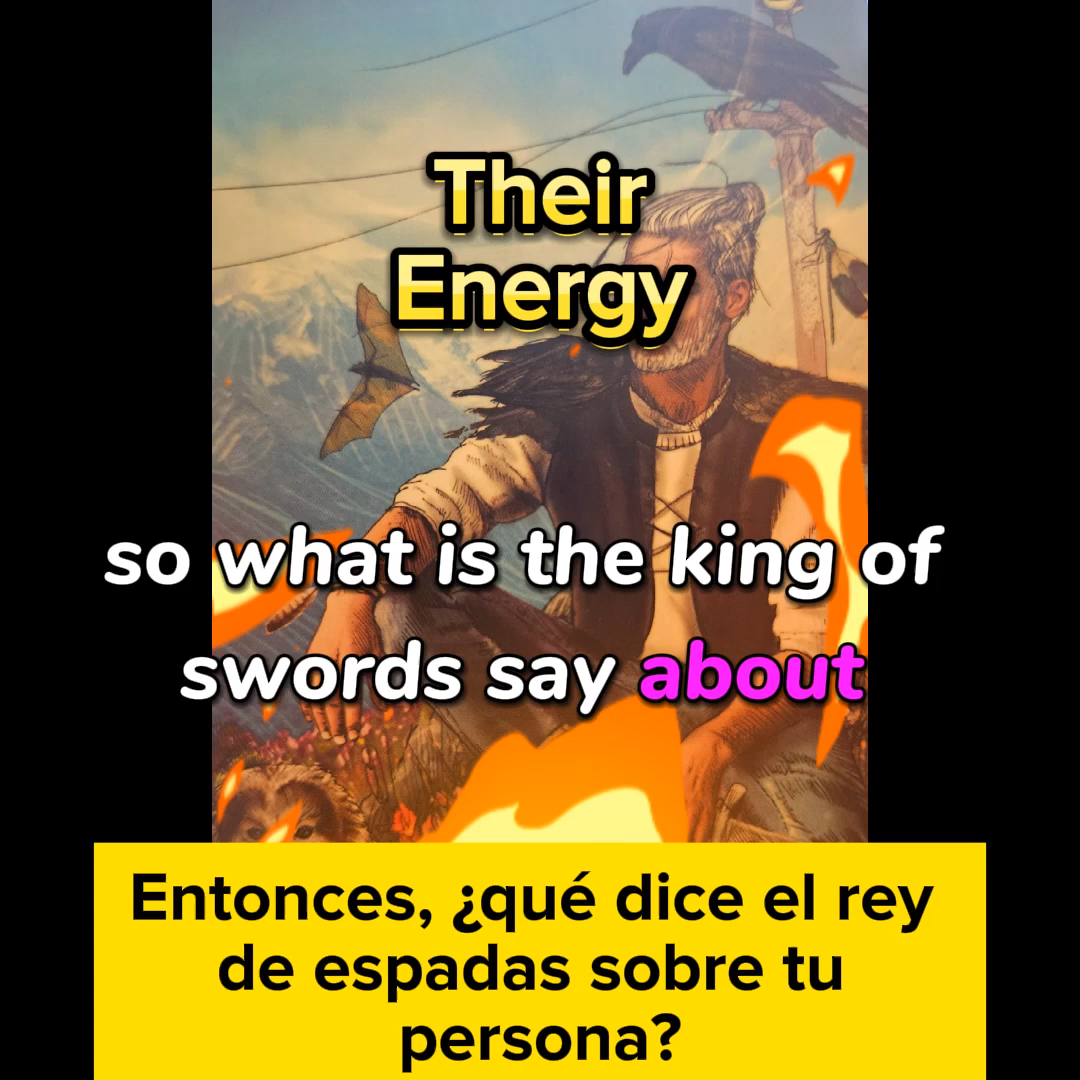 Their
Energy
so what is the king of
swords say about
Entonces, ¿qué dice el rey
de espadas sobre tu
persona?